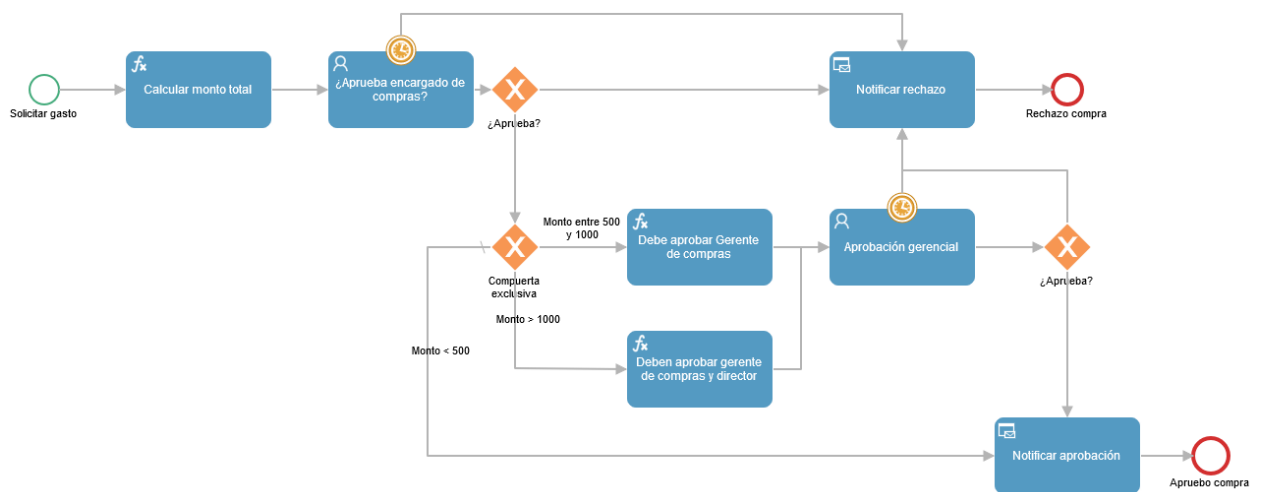 Solicitar gasto
Calcular monto total
¿Aprueba encargado de
compras?
¿Aprueba?
Notificar rechazo
Rechazo compra
Monto entre 500
y 1000
Compuerta
exclusiva
Debe aprobar Gerente
de compras
Aprobación gerencial
¿Aprueba?
Monto > 1000
Monto < 500
Deben aprobar gerente
de compras y director
Notificar aprobación
Apruebo compra